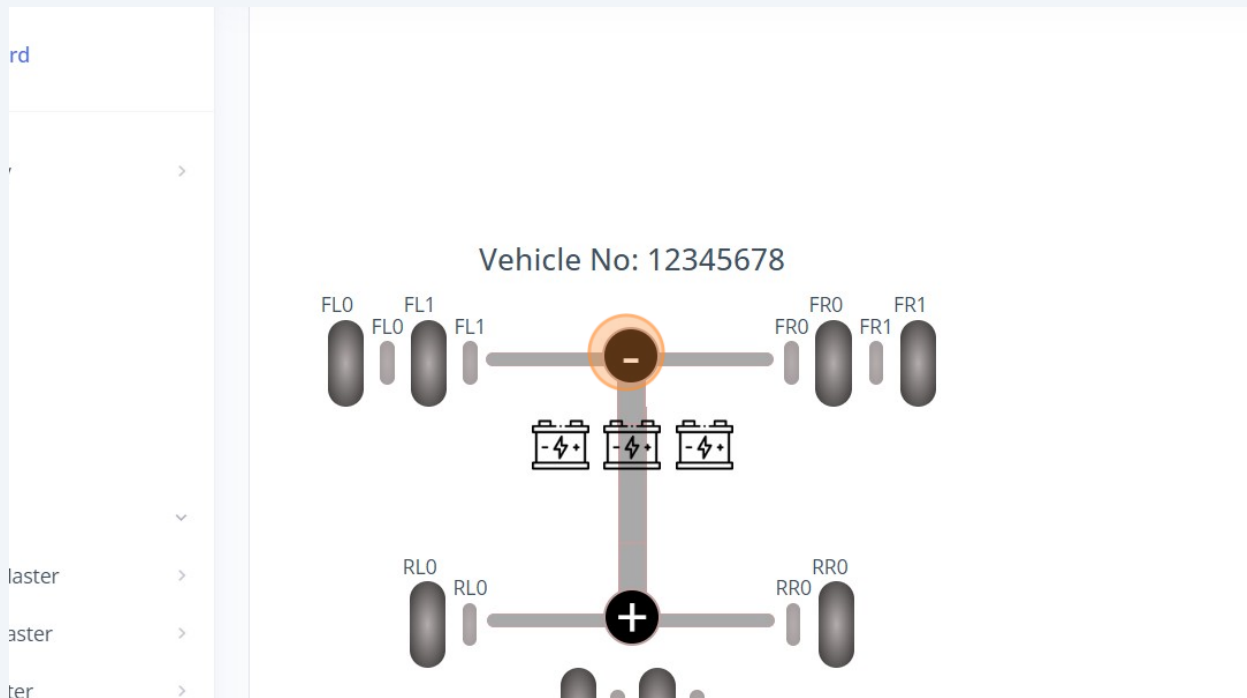 rd
Vehicle No: 12345678
FL0 FL1 FR0 FR1
FL0 FL1 FR0 FR1
-
- + - + - +
RL0 RR0
RL0 RR0
+
laster
aster
ter